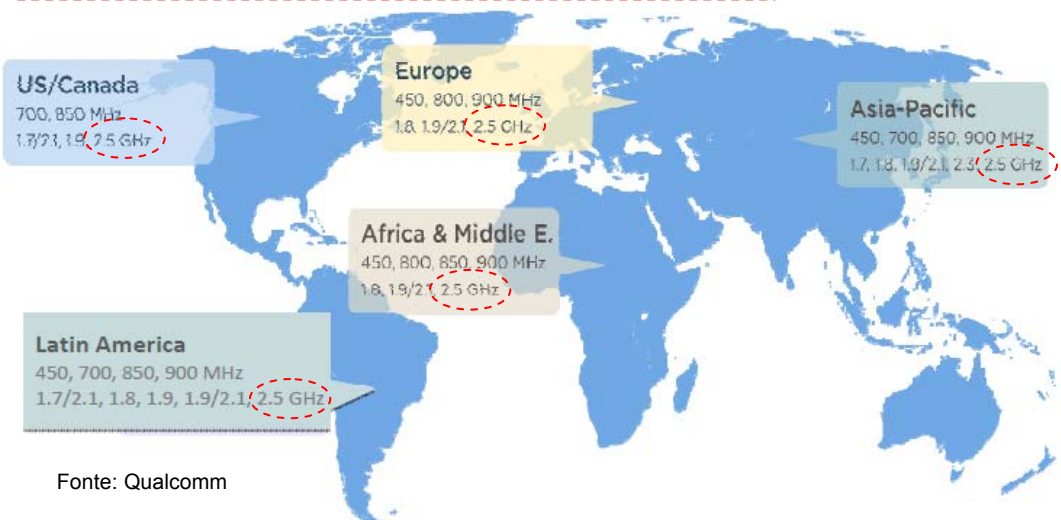 US/Canada
700, 850 MHz
1.7/2.1, 1.9, 2.5 GHz
Europe
450, 800, 900 MHz
1.8, 1.9/2.1, 2.5 GHz
Asia-Pacific
450, 700, 850, 900 MHz
1.7, 1.8, 1.9/2.1, 2.3, 2.5 GHz
Africa & Middle E.
450, 800, 850, 900 MHz
1.8, 1.9/2.1, 2.5 GHz
Latin America
450, 700, 850, 900 MHz
1.7/2.1, 1.8, 1.9, 1.9/2.1, 2.5 GHz
Fonte: Qualcomm